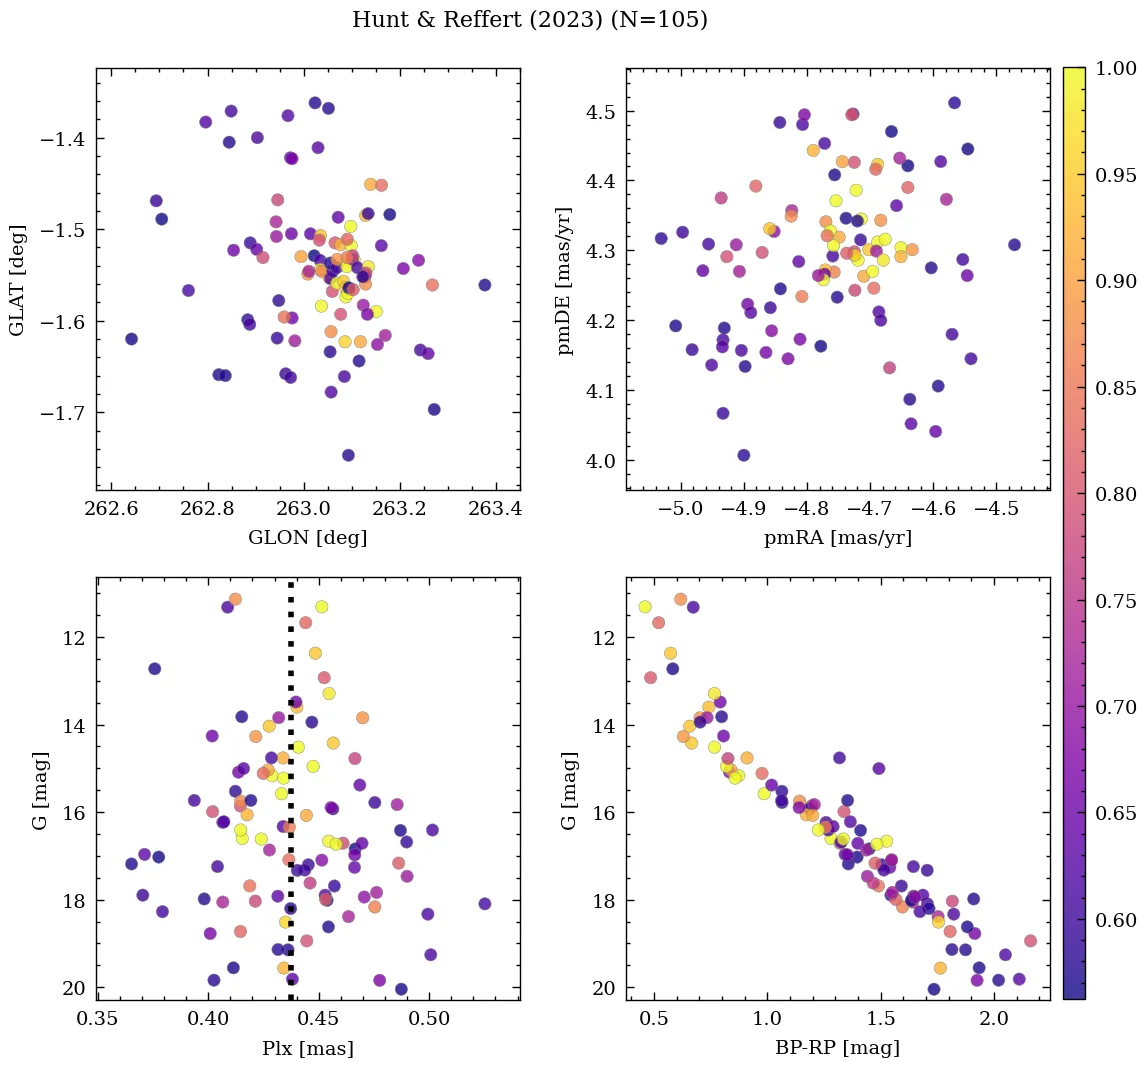 Hunt & Reffert (2023) (N=105)
−1.4
−1.5
−1.6
−1.7
GLAT [deg]
262.6 262.8 263.0 263.2 263.4
GLON [deg]
4.5
4.4
4.3
4.2
4.1
4.0
pmDE [mas/yr]
−5.0 −4.9 −4.8 −4.7 −4.6 −4.5
pmRA [mas/yr]
12
14
16
18
20
G [mag]
0.35 0.40 0.45 0.50
Plx [mas]
12
14
16
18
20
G [mag]
0.5 1.0 1.5 2.0
BP-RP [mag]
1.00
0.95
0.90
0.85
0.80
0.75
0.70
0.65
0.60